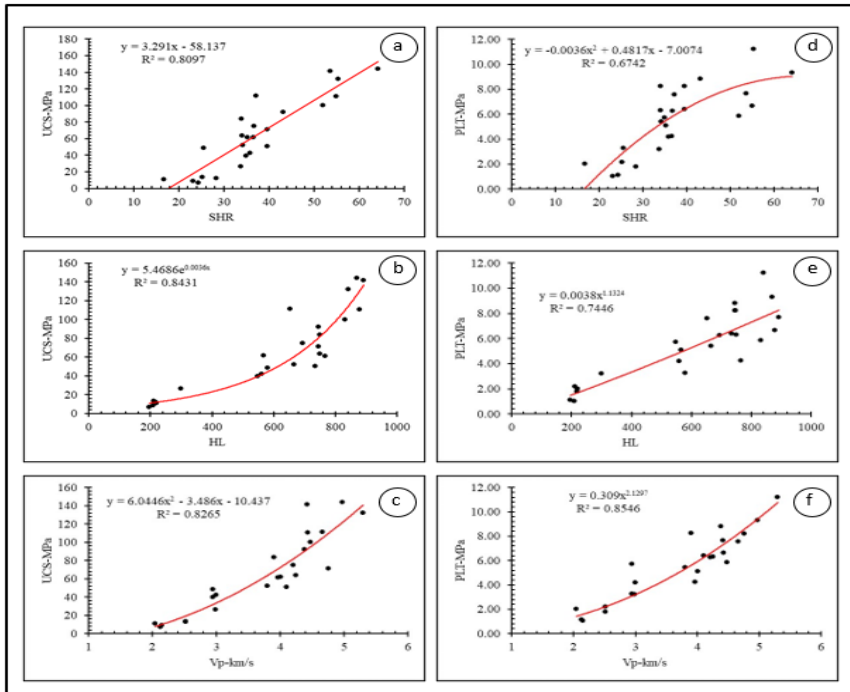 a
y = 3.291x - 58.137
R² = 0.8097
UCS-MPa
160
140
120
100
80
60
40
20
0
0 10 20 30 40 50 60 70
SHR
d
y = -0.0036x² + 0.4817x - 7.0074
R² = 0.6742
PLT-MPa
12.00
10.00
8.00
6.00
4.00
2.00
0.00
0 10 20 30 40 50 60 70
SHR
b
y = 5.4686e^0.0036x
R² = 0.8431
UCS-MPa
160
140
120
100
80
60
40
20
0
0 200 400 600 800 1000
HL
e
y = 0.0038x^1.1324
R² = 0.7446
PLT-MPa
12.00
10.00
8.00
6.00
4.00
2.00
0.00
0 200 400 600 800 1000
HL
c
y = 6.0446x² - 3.486x - 10.437
R² = 0.8265
UCS-MPa
160
140
120
100
80
60
40
20
0
1 2 3 4 5 6
Vp-km/s
f
y = 0.309x^2.1297
R² = 0.8546
PLT-MPa
12.00
10.00
8.00
6.00
4.00
2.00
0.00
1 2 3 4 5 6
Vp-km/s